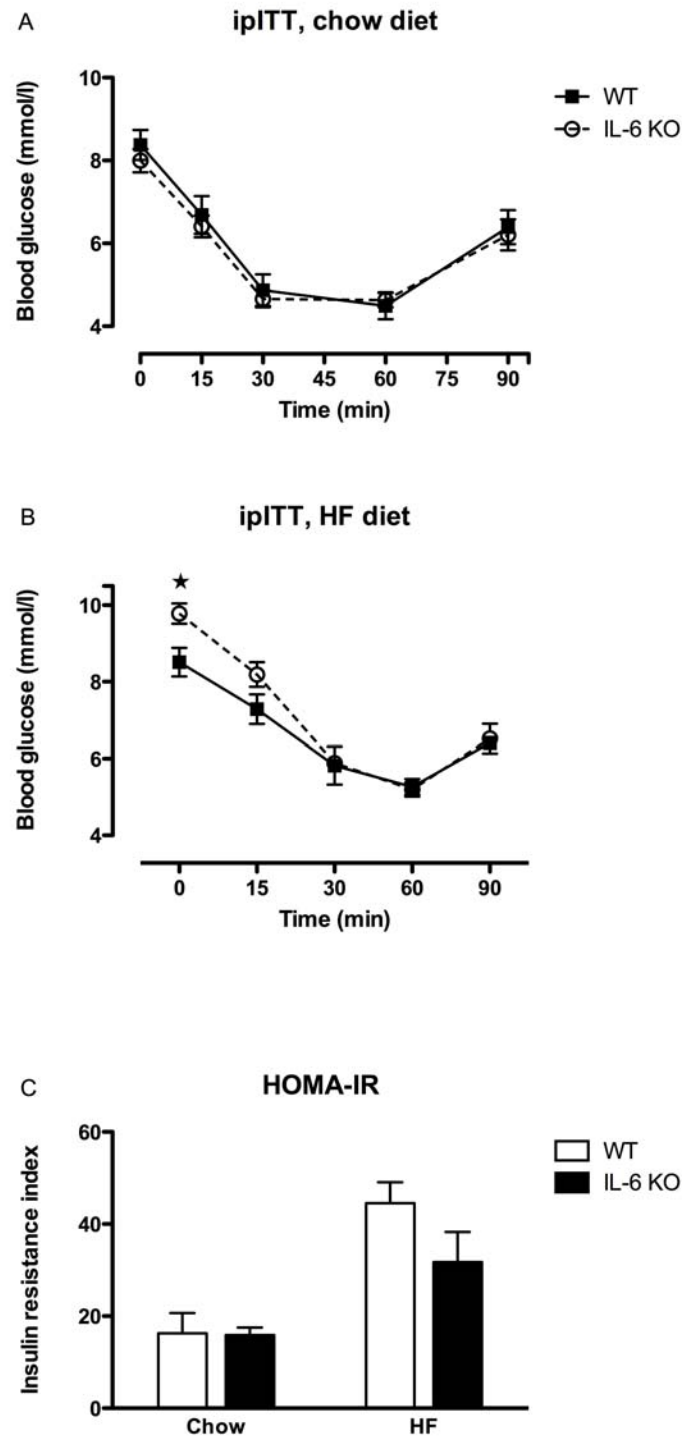 A
ipITT, chow diet
10
8
6
4
Blood glucose (mmol/l)
0 15 30 45 60 75 90
Time (min)
WT
IL-6 KO
B
ipITT, HF diet
10
8
6
4
Blood glucose (mmol/l)
0 15 30 60 90
Time (min)
C
HOMA-IR
60
40
20
0
Insulin resistance index
Chow HF
WT
IL-6 KO